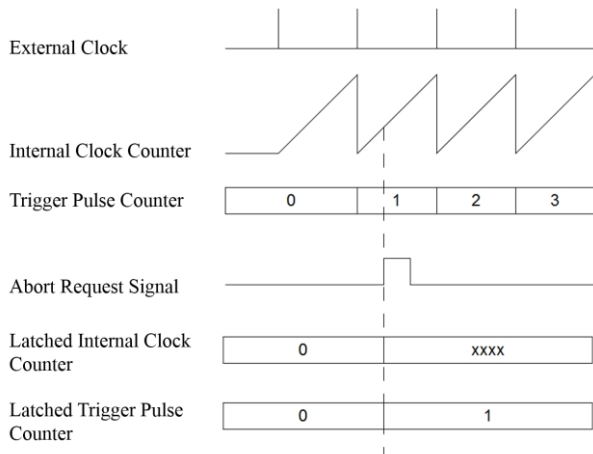 External Clock
Internal Clock Counter
Trigger Pulse Counter
0 1 2 3
Abort Request Signal
Latched Internal Clock
Counter
0 xxxx
Latched Trigger Pulse
Counter
0 1